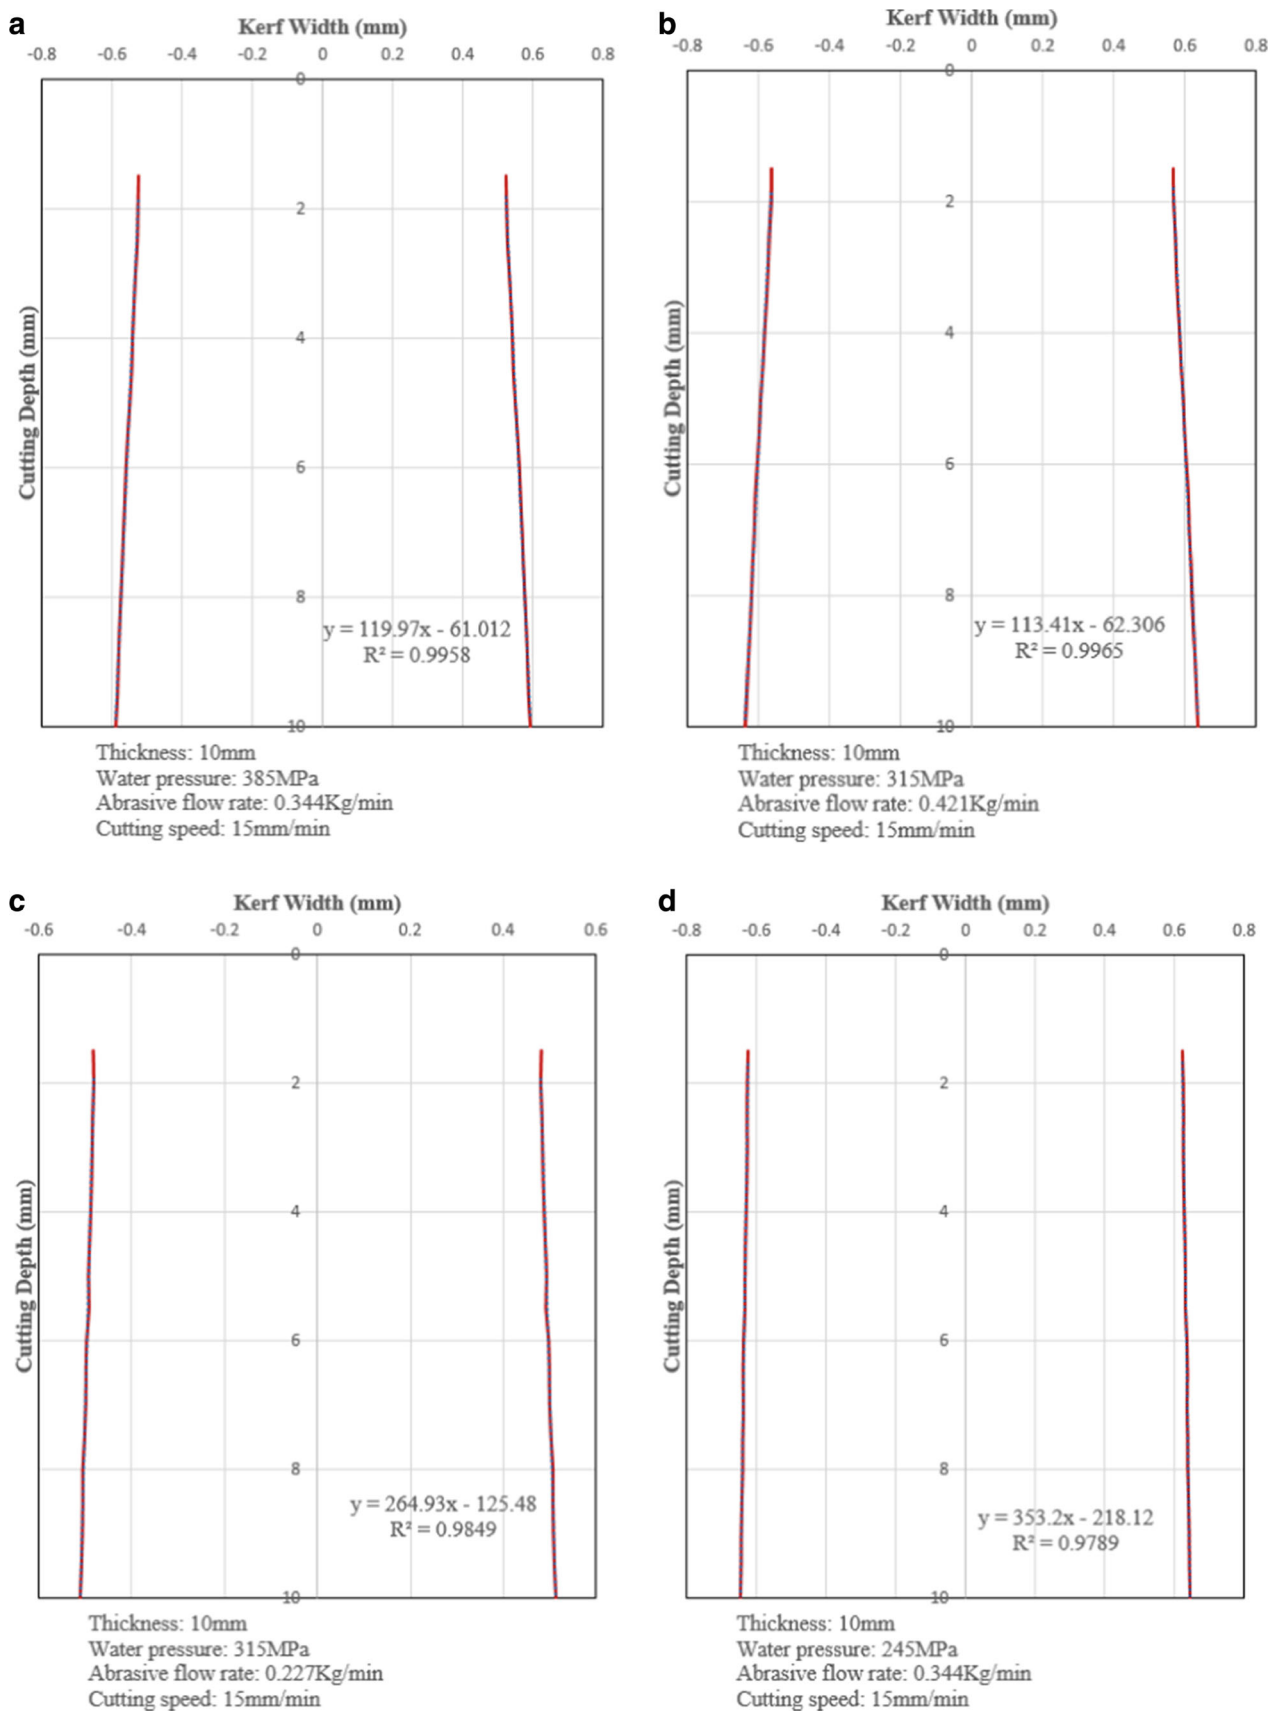 a
Kerf Width (mm)
-0.8 -0.6 -0.4 -0.2 0 0.2 0.4 0.6 0.8
0
2
4
6
8
10
Cutting Depth (mm)
y = 119.97x - 61.012
R² = 0.9958
Thickness: 10mm
Water pressure: 385MPa
Abrasive flow rate: 0.344Kg/min
Cutting speed: 15mm/min
b
Kerf Width (mm)
-0.8 -0.6 -0.4 -0.2 0 0.2 0.4 0.6 0.8
0
2
4
6
8
10
Cutting Depth (mm)
y = 113.41x - 62.306
R² = 0.9965
Thickness: 10mm
Water pressure: 315MPa
Abrasive flow rate: 0.421Kg/min
Cutting speed: 15mm/min
c
Kerf Width (mm)
-0.6 -0.4 -0.2 0 0.2 0.4 0.6
0
2
4
6
8
10
Cutting Depth (mm)
y = 264.93x - 125.48
R² = 0.9849
Thickness: 10mm
Water pressure: 315MPa
Abrasive flow rate: 0.227Kg/min
Cutting speed: 15mm/min
d
Kerf Width (mm)
-0.8 -0.6 -0.4 -0.2 0 0.2 0.4 0.6 0.8
0
2
4
6
8
10
Cutting Depth (mm)
y = 353.2x - 218.12
R² = 0.9789
Thickness: 10mm
Water pressure: 245MPa
Abrasive flow rate: 0.344Kg/min
Cutting speed: 15mm/min